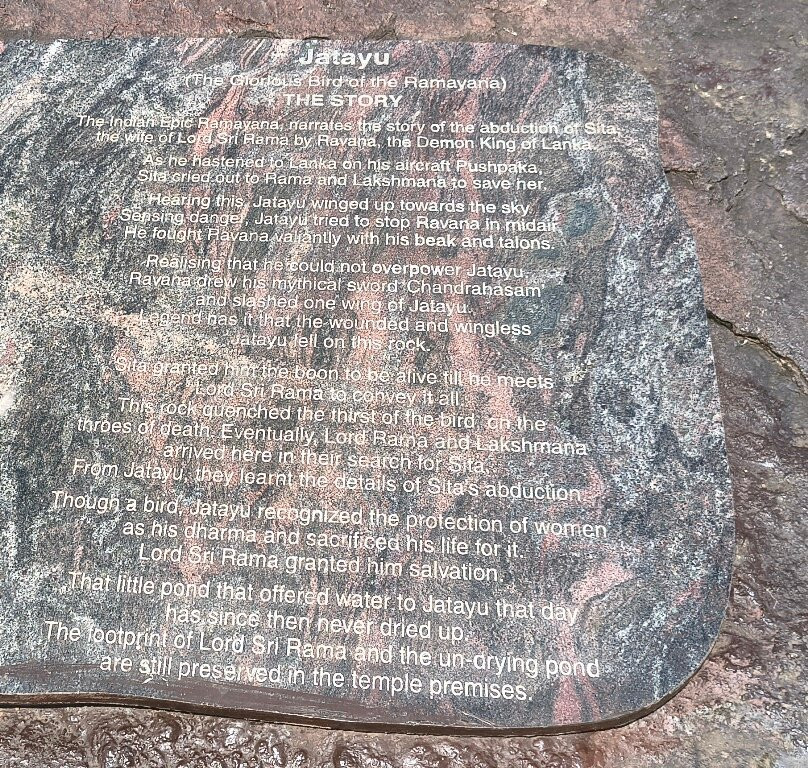 Jatayu
(The Glorious Bird of the Ramayana)
THE STORY
The Indian Epic Ramayana, narrates the story of the abduction of Sita,
the wife of Lord Sri Rama by Ravana, the Demon King of Lanka.
As he hastened to Lanka on his aircraft Pushpaka,
Sita cried out to Rama and Lakshmana to save her.
Hearing this, Jatayu winged up towards the sky.
Sensing danger, Jatayu tried to stop Ravana in midair.
He fought Ravana valiantly with his beak and talons.
Realising that he could not overpower Jatayu,
Ravana drew his mythical sword 'Chandrahasam'
and slashed one wing of Jatayu.
Legend has it that the wounded and wingless
Jatayu fell on this rock.
Sita granted him the boon to be alive till he meets
Lord Sri Rama to convey it all.
This rock quenched the thirst of the bird, on the
throes of death. Eventually, Lord Rama and Lakshmana
arrived here in their search for Sita.
From Jatayu, they learnt the details of Sita's abduction.
Though a bird, Jatayu recognized the protection of women
as his dharma and sacrificed his life for it.
Lord Sri Rama granted him salvation.
That little pond that offered water to Jatayu that day
has since then never dried up.
The footprint of Lord Sri Rama and the un-drying pond
are still preserved in the temple premises.